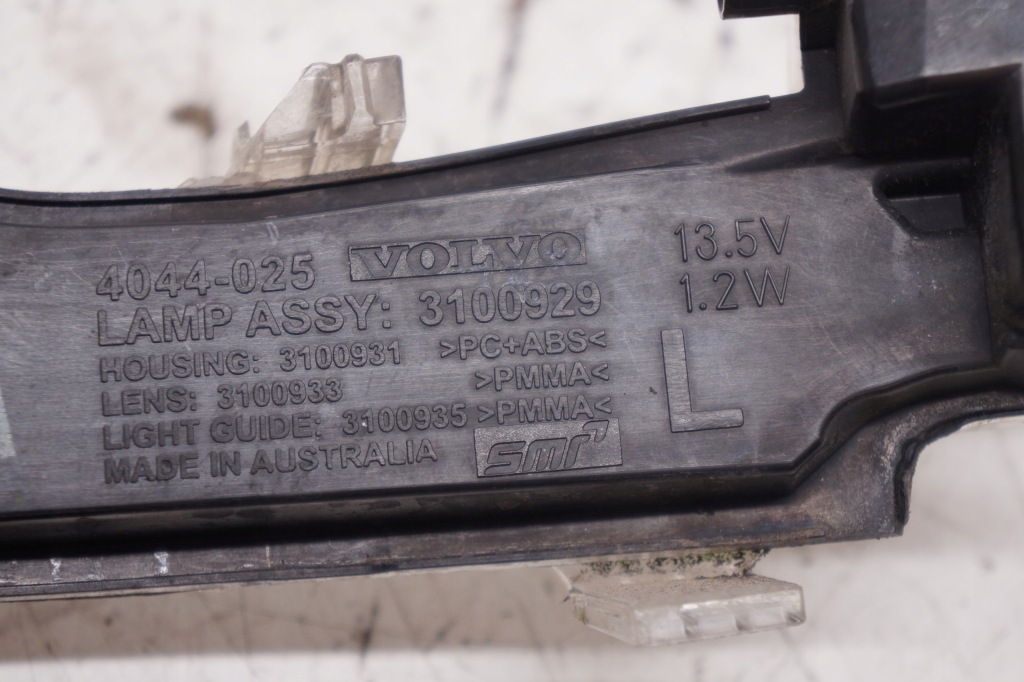 4044-025 VOLVO
LAMP ASSY: 3100929
HOUSING: 3100931 >PC+ABS<
LENS: 3100933 >PMMA<
LIGHT GUIDE: 3100935 >PMMA<
MADE IN AUSTRALIA smr
13.5V
1.2W
L